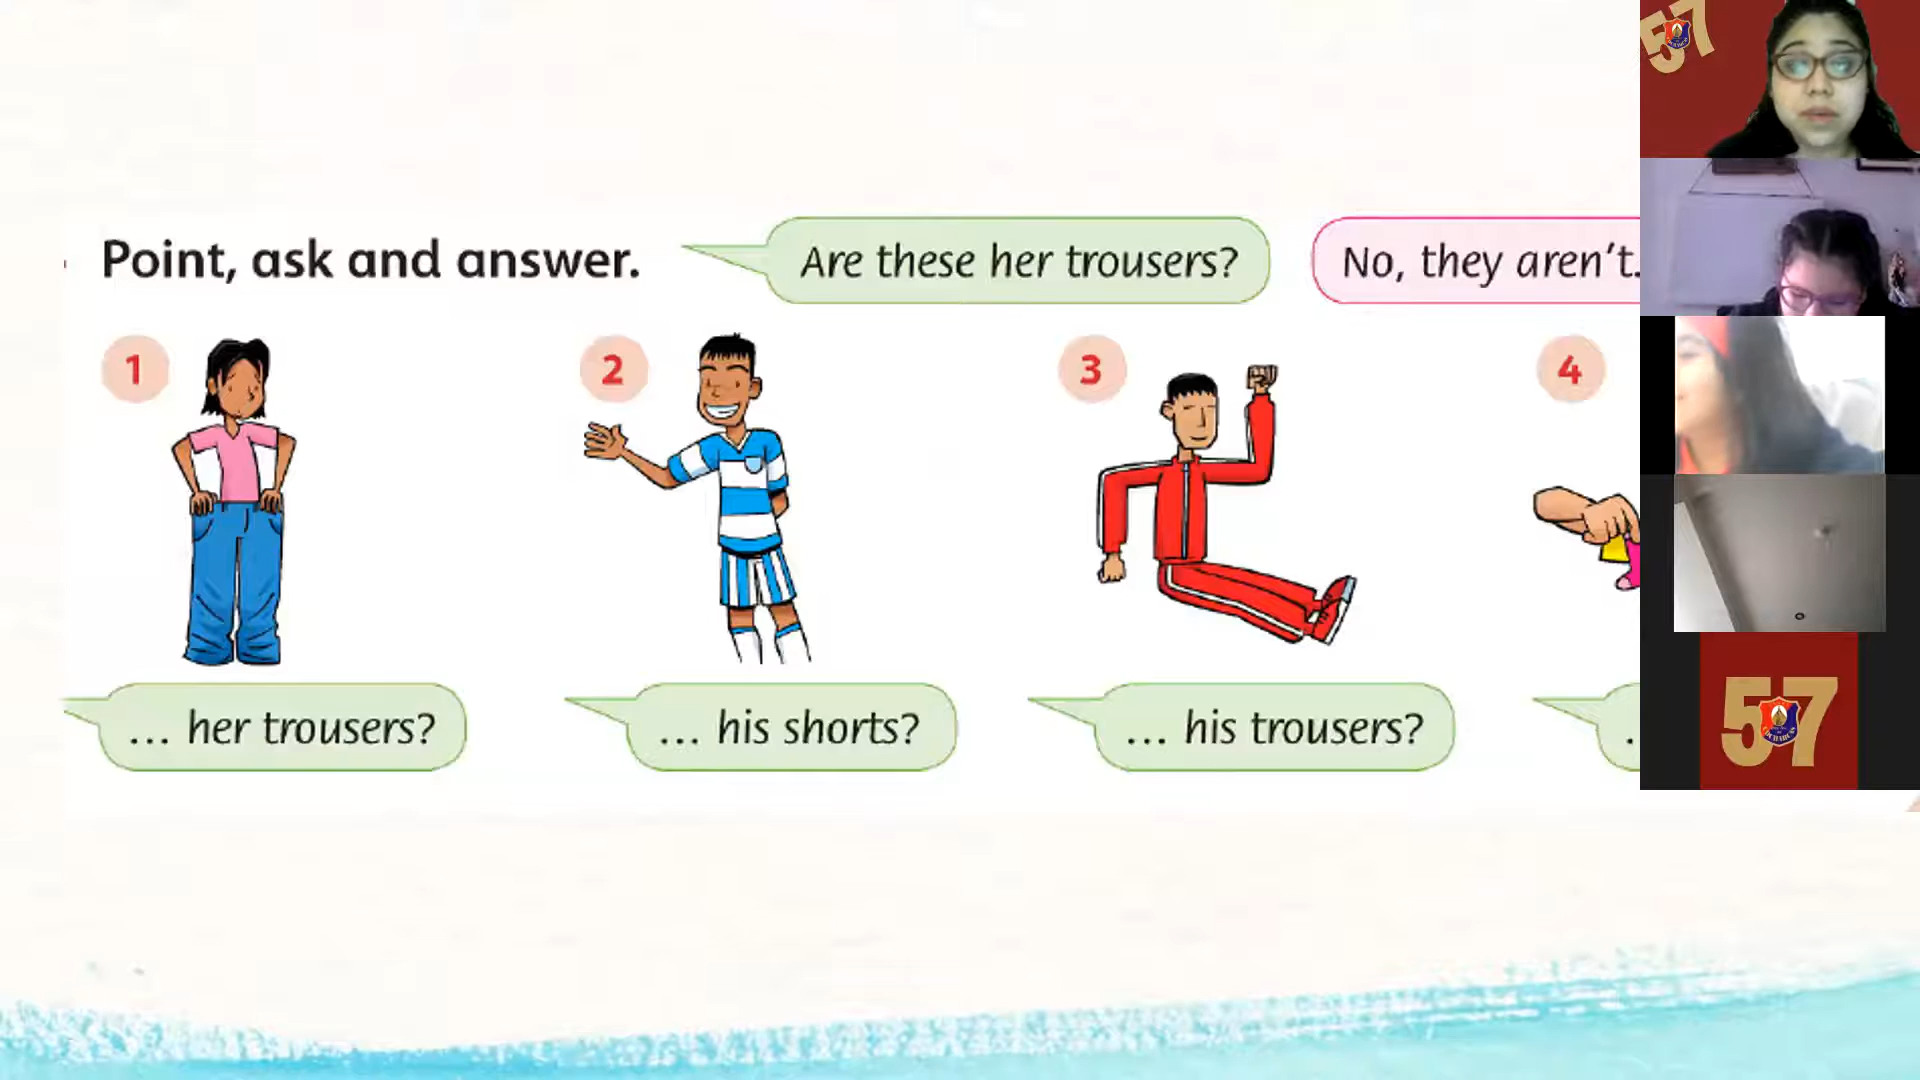 57
Point, ask and answer.
Are these her trousers?
No, they aren't.
1
2
3
4
... her trousers?
... his shorts?
... his trousers?
.
57